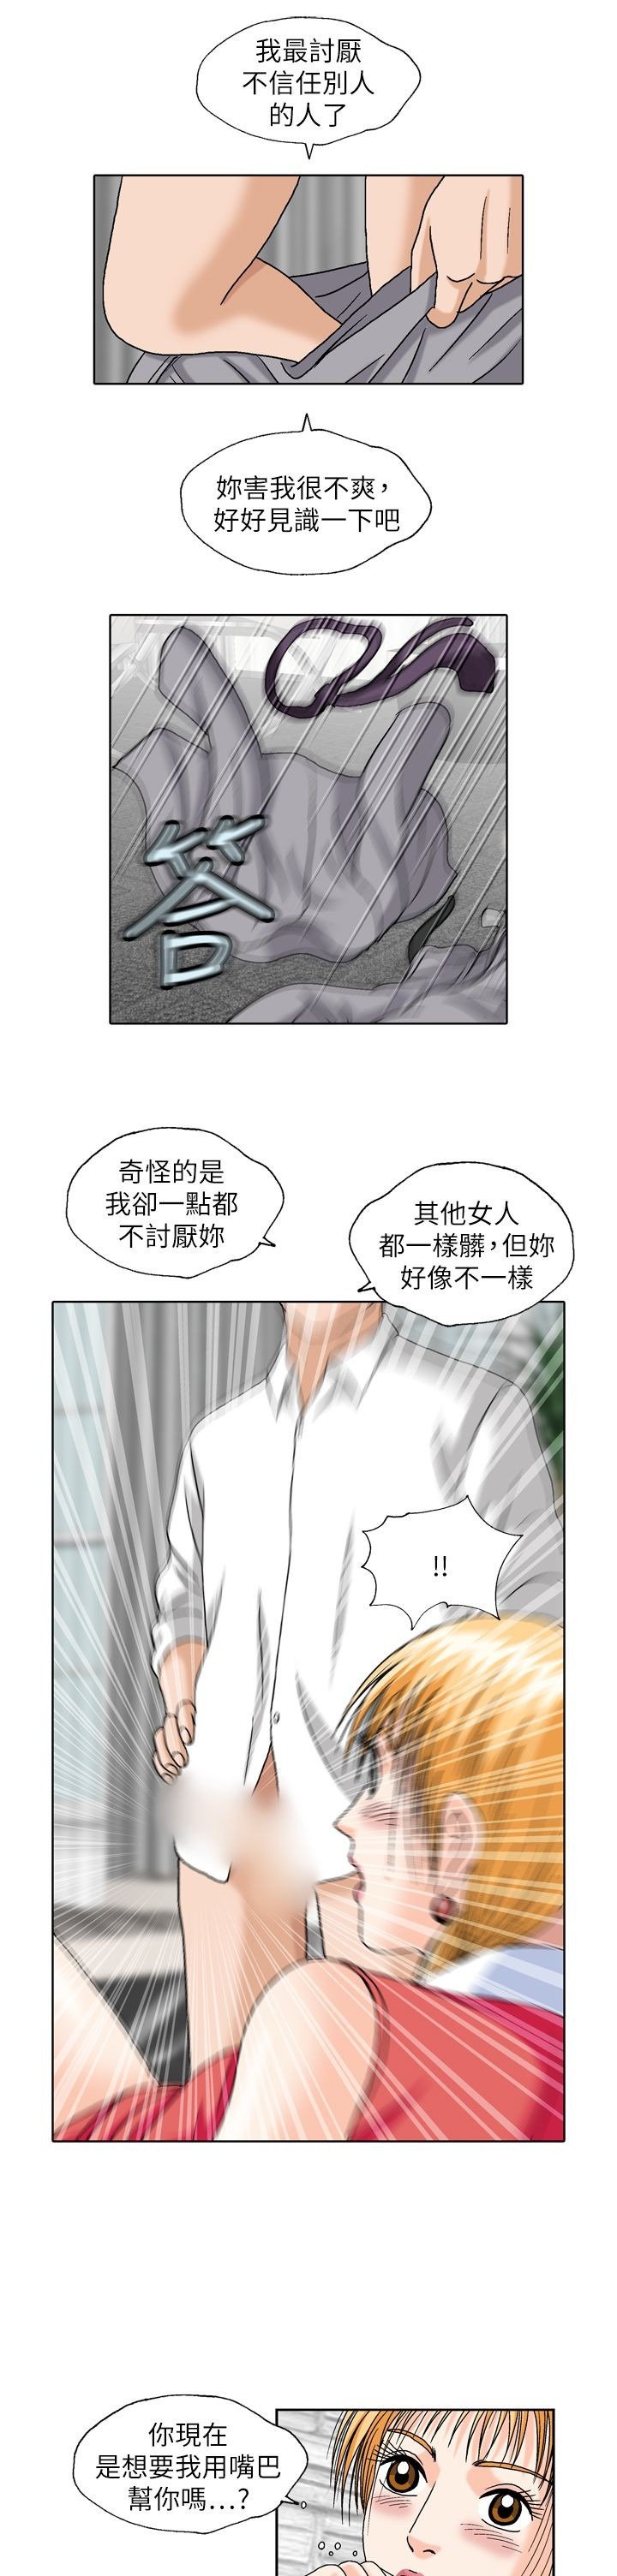 我最討厭
不信任別人
的人了
妳害我很不爽，
好好見識一下吧
答
奇怪的是
我卻一點都
不討厭妳
其他女人
都一樣髒，但妳
好像不一樣
!!
你現在
是想要我用嘴巴
幫你嗎...?